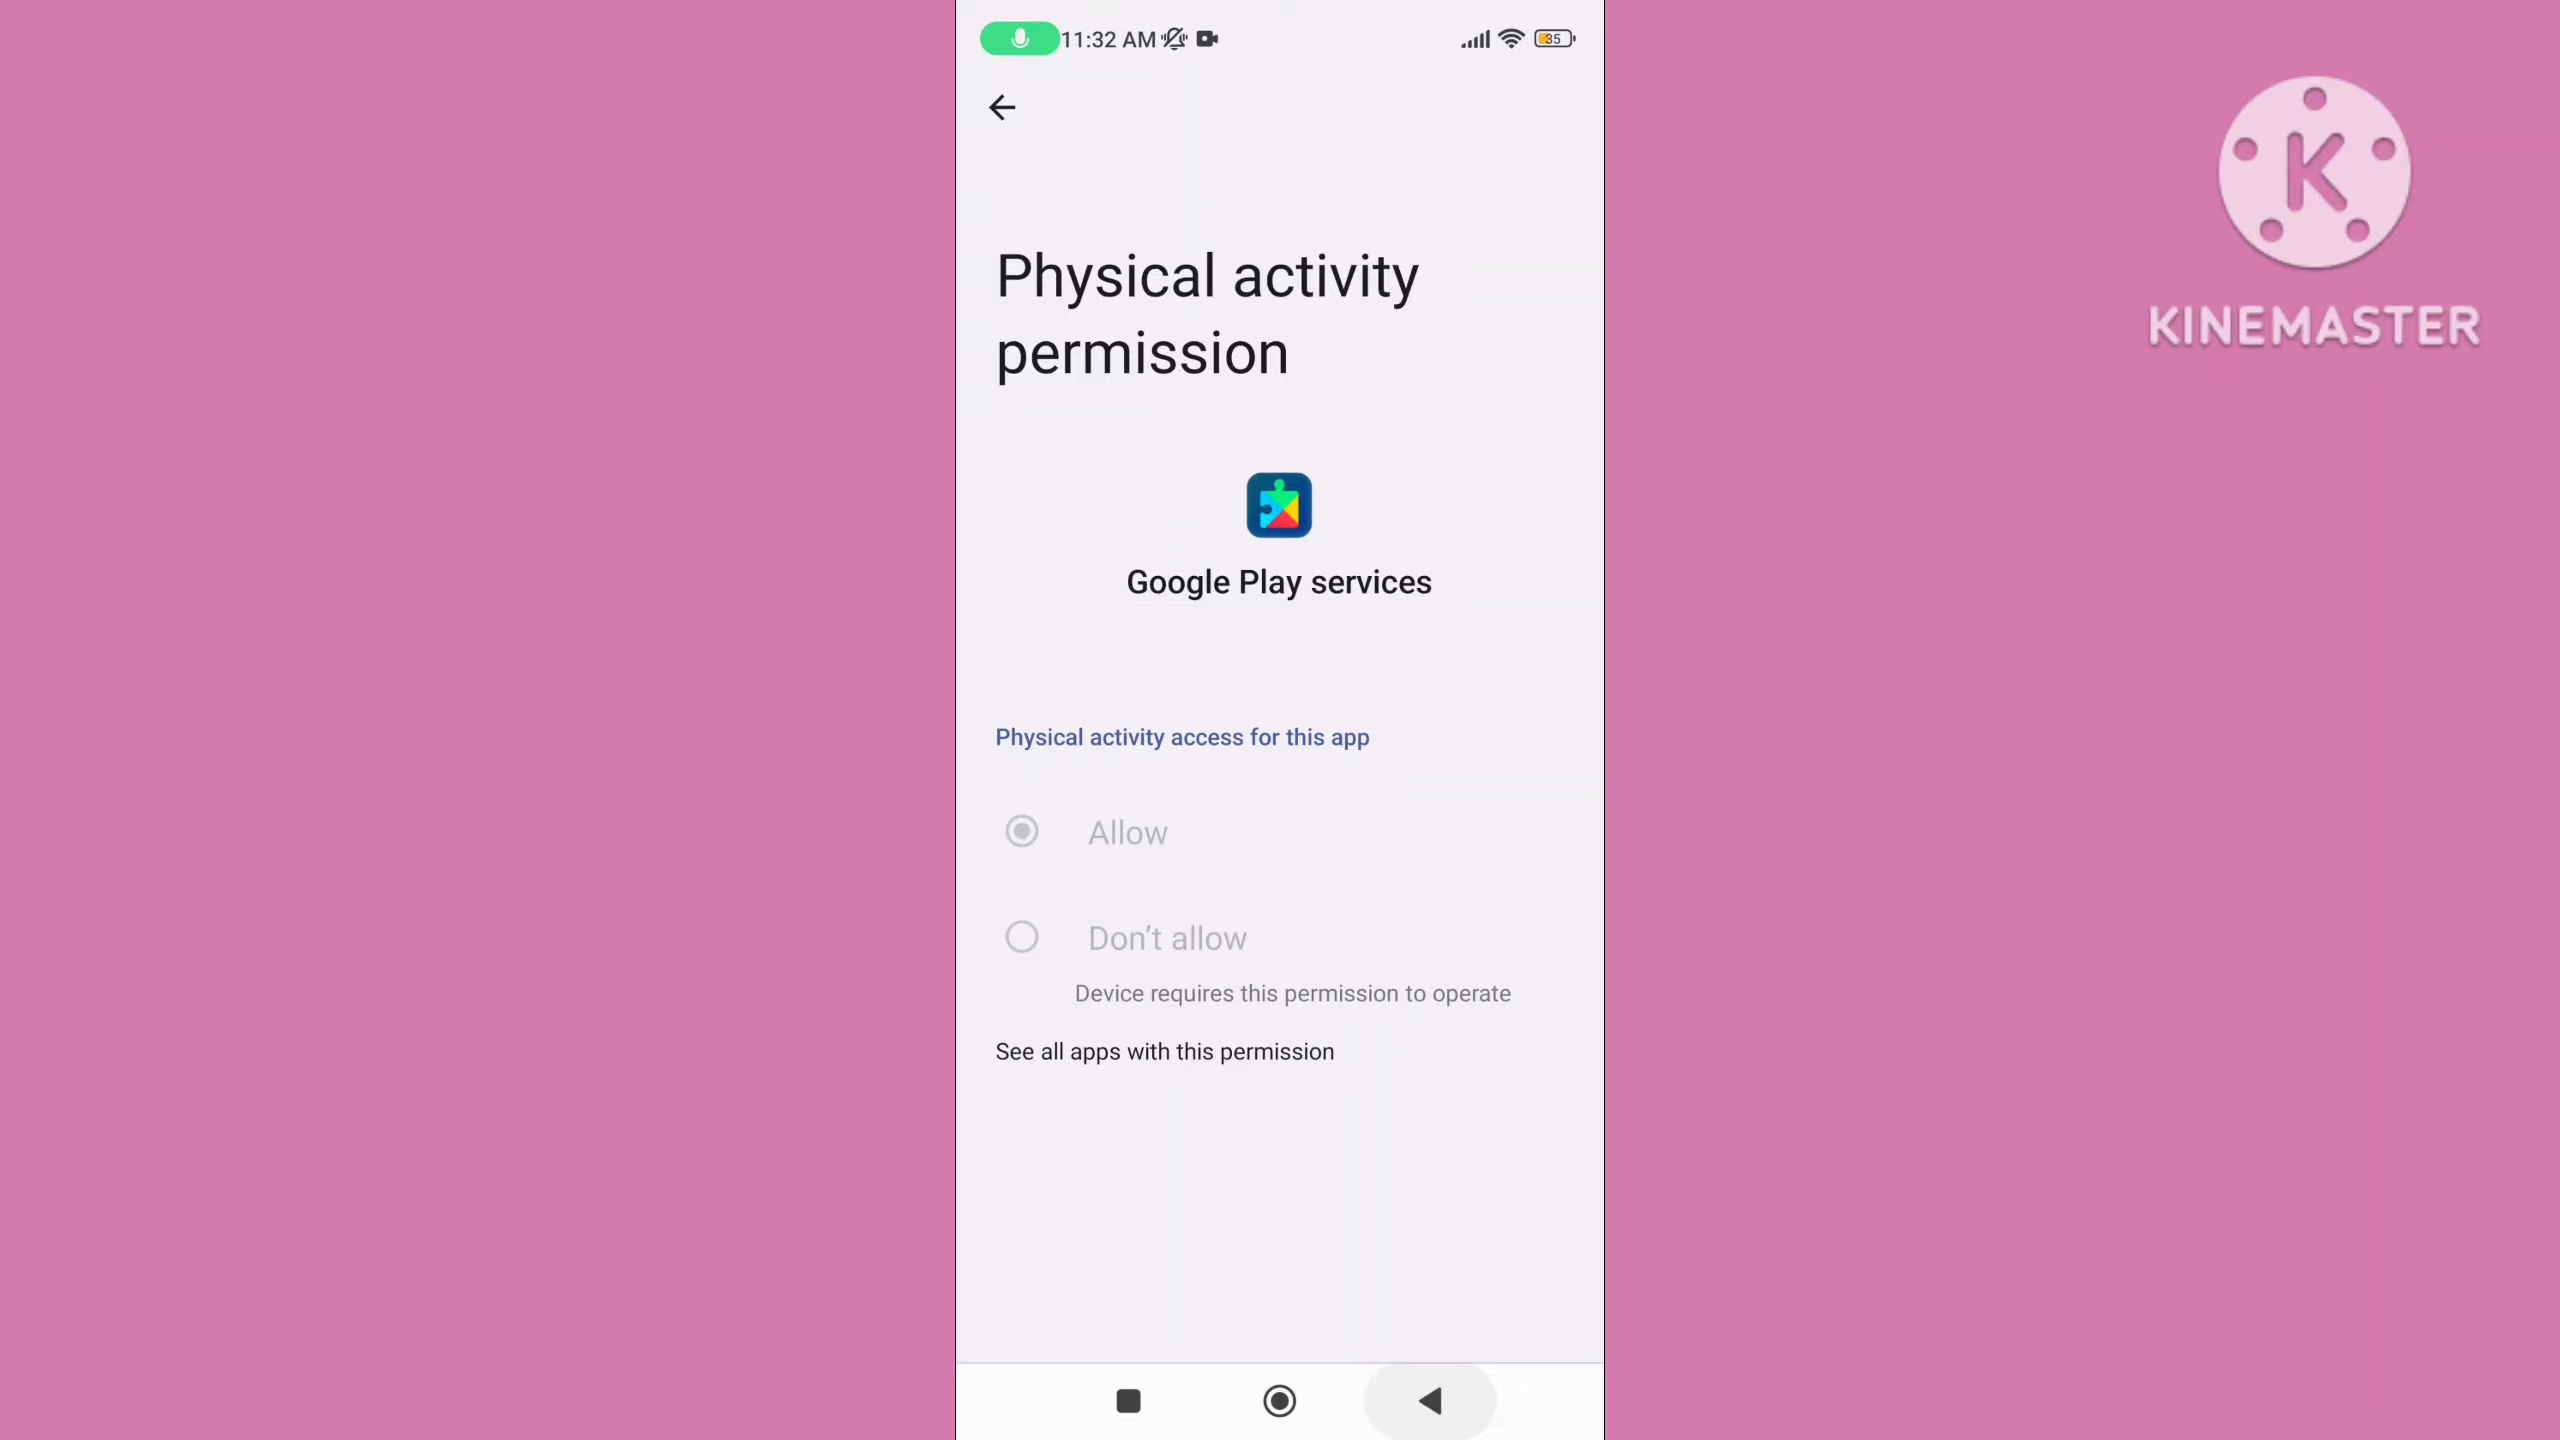 11:32 AM
35
Physical activity
permission
Google Play services
Physical activity access for this app
Allow
Don’t allow
Device requires this permission to operate
See all apps with this permission
K
KINEMASTER